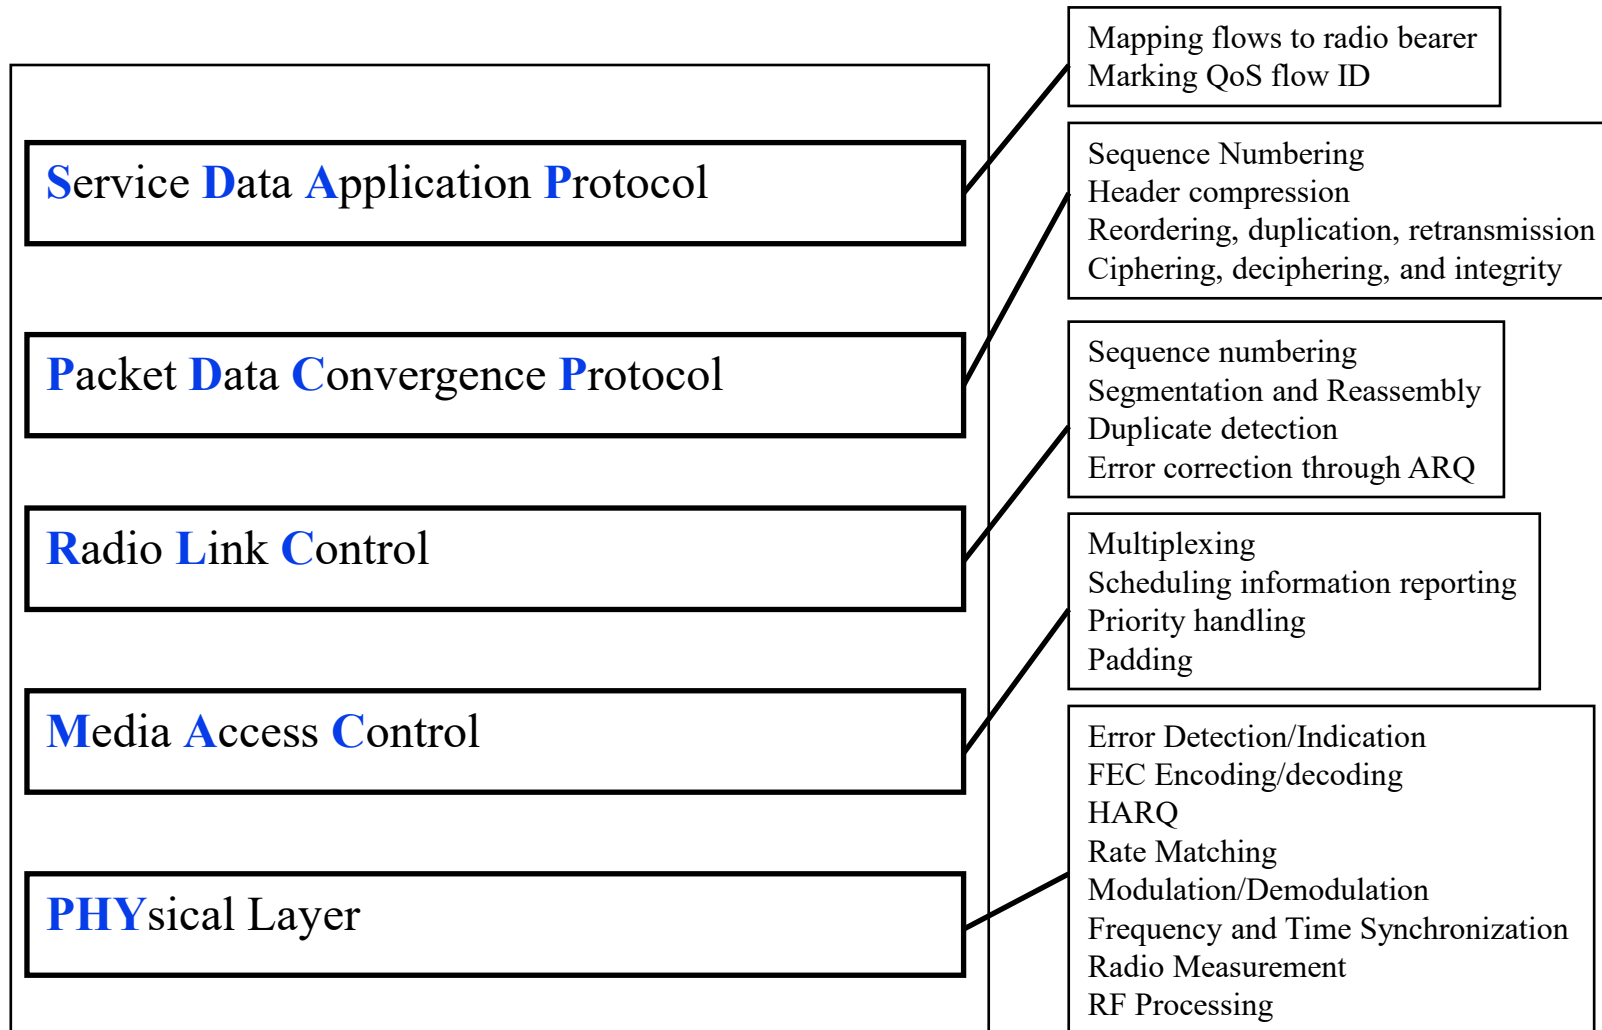 Service Data Application Protocol
Mapping flows to radio bearer
Marking QoS flow ID
Packet Data Convergence Protocol
Sequence Numbering
Header compression
Reordering, duplication, retransmission
Ciphering, deciphering, and integrity
Radio Link Control
Sequence numbering
Segmentation and Reassembly
Duplicate detection
Error correction through ARQ
Media Access Control
Multiplexing
Scheduling information reporting
Priority handling
Padding
PHYsical Layer
Error Detection/Indication
FEC Encoding/decoding
HARQ
Rate Matching
Modulation/Demodulation
Frequency and Time Synchronization
Radio Measurement
RF Processing